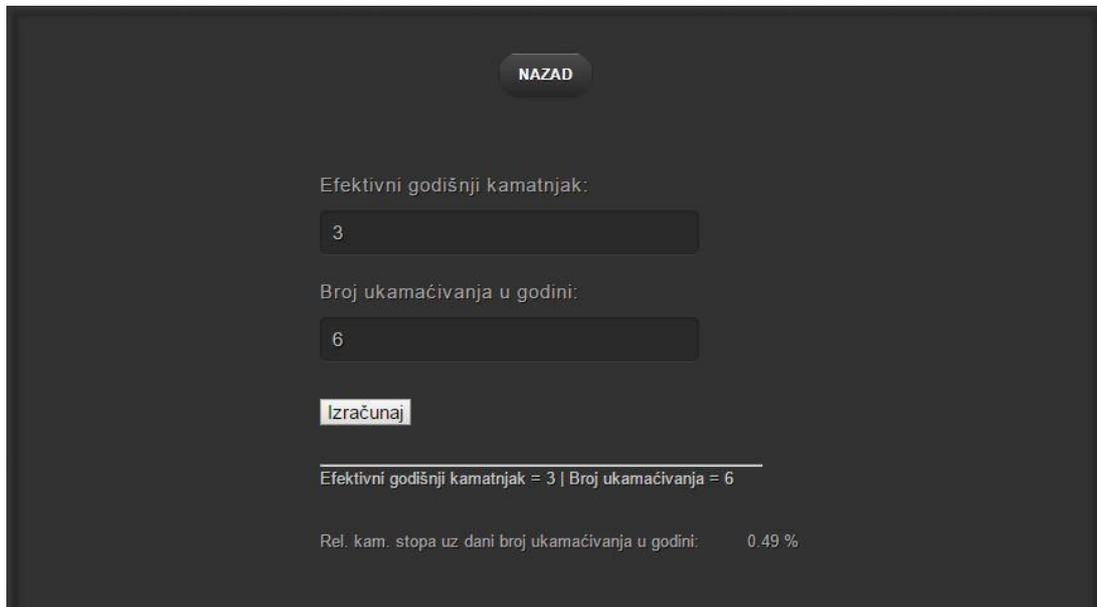 NAZAD
Efektivni godišnji kamatnjak:
3
Broj ukamaćivanja u godini:
6
Izračunaj
Efektivni godišnji kamatnjak = 3 | Broj ukamaćivanja = 6
Rel. kam. stopa uz dani broj ukamaćivanja u godini: 0.49 %